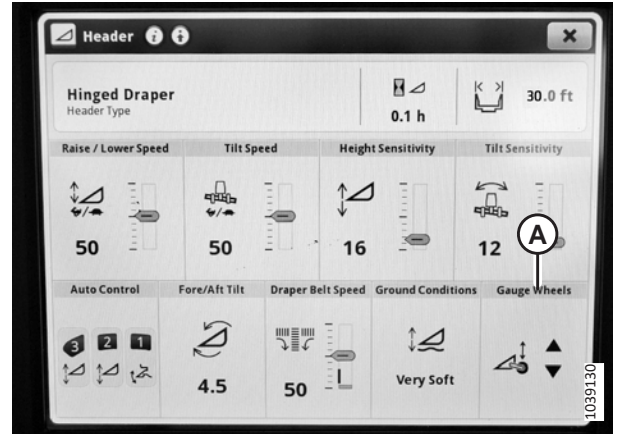 Header
Hinged Draper
Header Type
0.1 h
30.0 ft
Raise / Lower Speed
Tilt Speed
Height Sensitivity
Tilt Sensitivity
50
50
16
12
A
Auto Control
Fore/Aft Tilt
Draper Belt Speed
Ground Conditions
Gauge Wheels
3 2 1
4.5
50
Very Soft
1039130